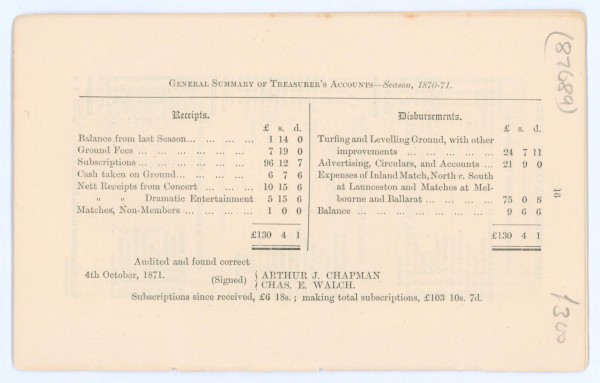 GENERAL SUMMARY OF TREASURER'S ACCOUNTS—Season, 1870-71.
Receipts.
£ s. d.
Balance from last Season... ... ... ... 1 14 0
Ground Fees ... ... ... ... ... 7 19 0
Subscriptions ... ... ... ... ... 96 12 7
Cash taken on Ground... ... ... ... 6 7 6
Nett Receipts from Concert ... ... ... 10 15 6
„ „ Dramatic Entertainment 5 15 6
Matches, Non-Members ... ... ... ... 1 0 0
£130 4 1
Disbursements.
£ s. d.
Turfing and Levelling Ground, with other
improvements ... ... ... ... ... 24 7 11
Advertising, Circulars, and Accounts ... 21 9 0
Expenses of Inland Match, North v. South
at Launceston and Matches at Mel-
bourne and Ballarat ... ... ... ... 75 0 8
Balance ... ... ... ... ... ... ... 9 6 6
£130 4 1
Audited and found correct
4th October, 1871.
(Signed) { ARTHUR J. CHAPMAN
{ CHAS. E. WALCH.
Subscriptions since received, £6 18s.; making total subscriptions, £103 10s. 7d.
16
(87689)
1300